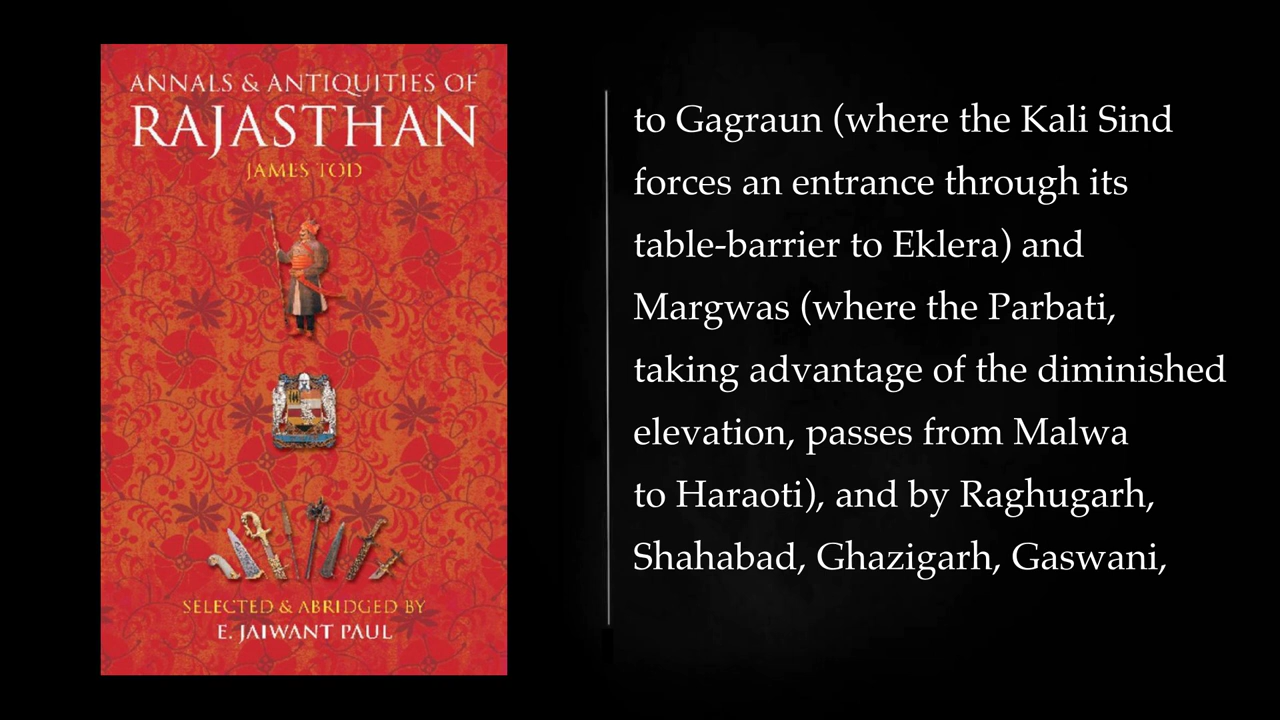 ANNALS & ANTIQUITIES OF
RAJASTHAN
JAMES TOD
SELECTED & ABRIDGED BY
E. JAIWANT PAUL
to Gagraun (where the Kali Sind
forces an entrance through its
table-barrier to Eklera) and
Margwas (where the Parbati,
taking advantage of the diminished
elevation, passes from Malwa
to Haraoti), and by Raghugarh,
Shahabad, Ghazigarh, Gaswani,